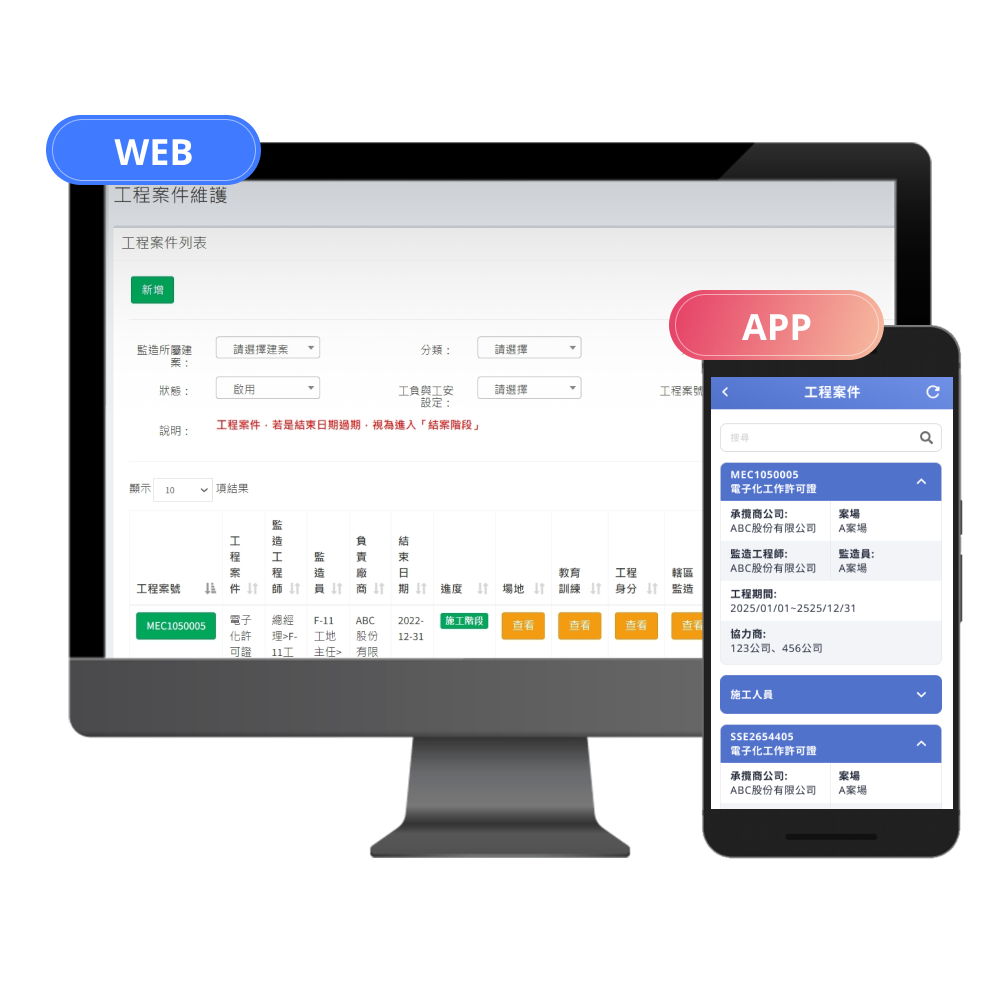 WEB
工程案件維護
工程案件列表
新增
監造所屬建案：
請選擇建案
分類：
請選擇
狀態：
啟用
工負與工安設定：
請選擇
工程案號
說明：
工程案件，若是結束日期過期，視為進入「結案階段」
顯示 10 項結果
工程案號
工程案件
監造工程師
監造員
負責廠商
結束日期
進度
場地
教育訓練
工程身分
轄區監造
MEC1050005
電子化許可證
總經理>F-11工
F-11工地主任>
ABC股份有限
2022-12-31
施工階段
查看
查看
查看
查看
APP
工程案件
搜尋
MEC1050005
電子化工作許可證
承攬商公司:
ABC股份有限公司
案場
A案場
監造工程師:
ABC股份有限公司
監造員:
A案場
工程期間:
2025/01/01~2525/12/31
協力商:
123公司、456公司
施工人員
SSE2654405
電子化工作許可證
承攬商公司:
ABC股份有限公司
案場
A案場